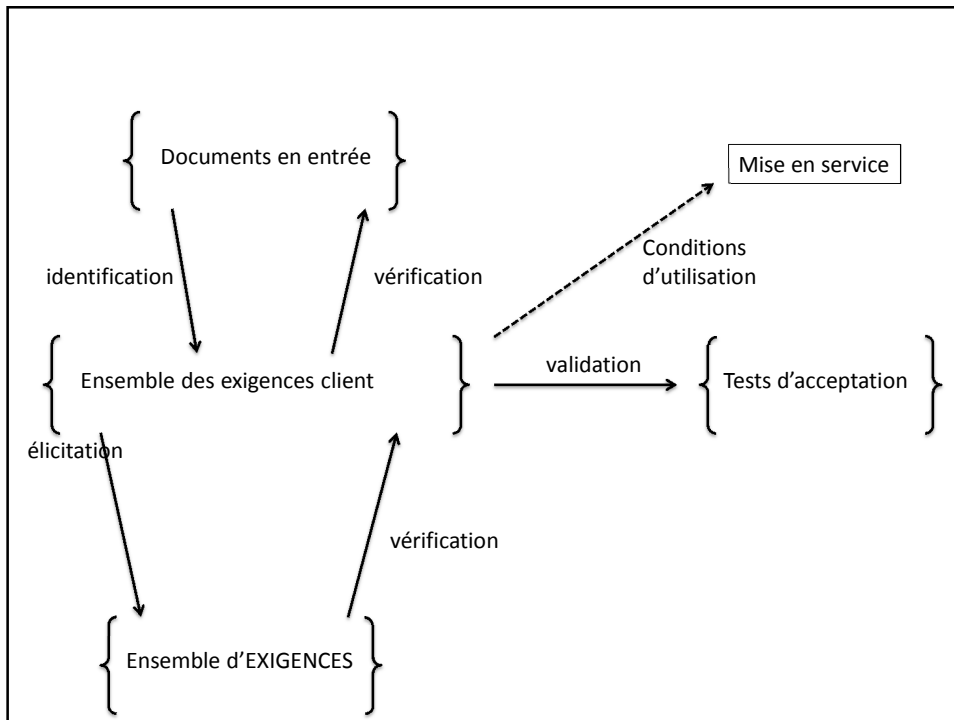 Documents en entrée
Mise en service
identification
vérification
Conditions
d’utilisation
Ensemble des exigences client
validation
Tests d’acceptation
élicitation
vérification
Ensemble d’EXIGENCES